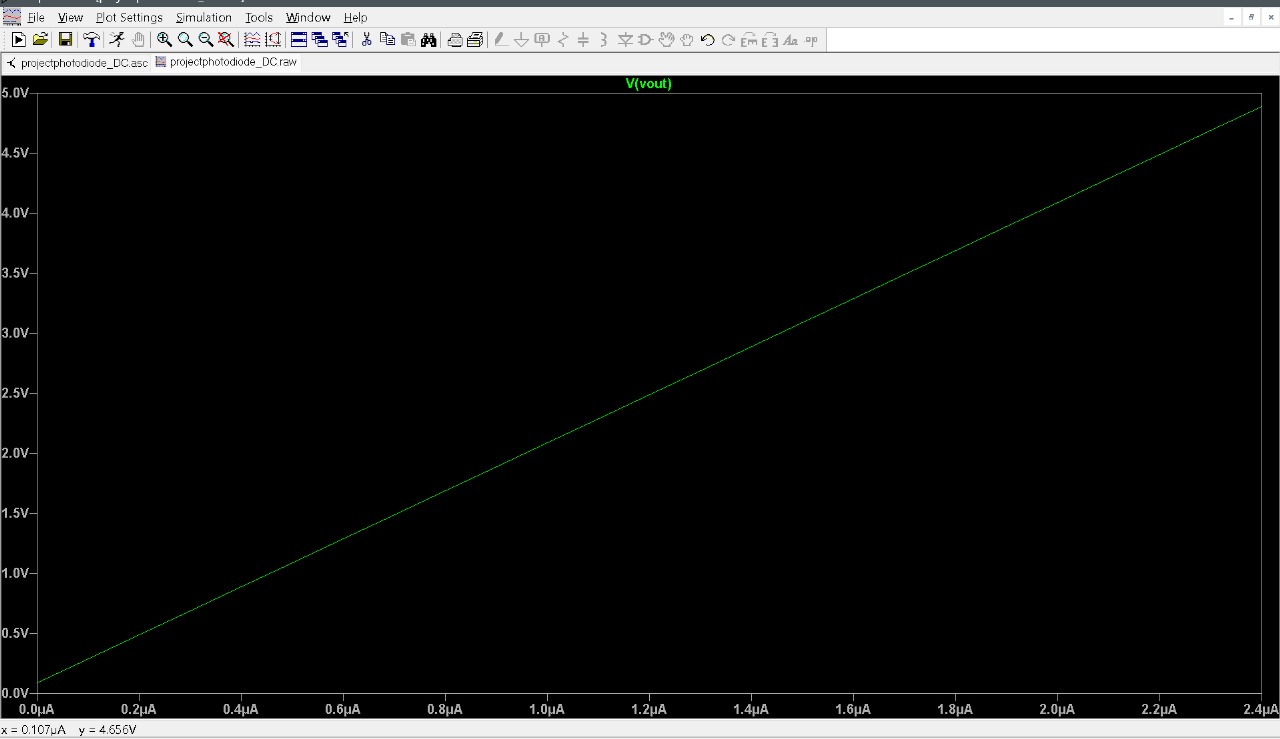 File View Plot Settings Simulation Tools Window Help
projectphotodiode_DC.asc projectphotodiode_DC.raw
V(vout)
5.0V
4.5V
4.0V
3.5V
3.0V
2.5V
2.0V
1.5V
1.0V
0.5V
0.0V
0.0µA 0.2µA 0.4µA 0.6µA 0.8µA 1.0µA 1.2µA 1.4µA 1.6µA 1.8µA 2.0µA 2.2µA 2.4µA
x = 0.107µA y = 4.656V